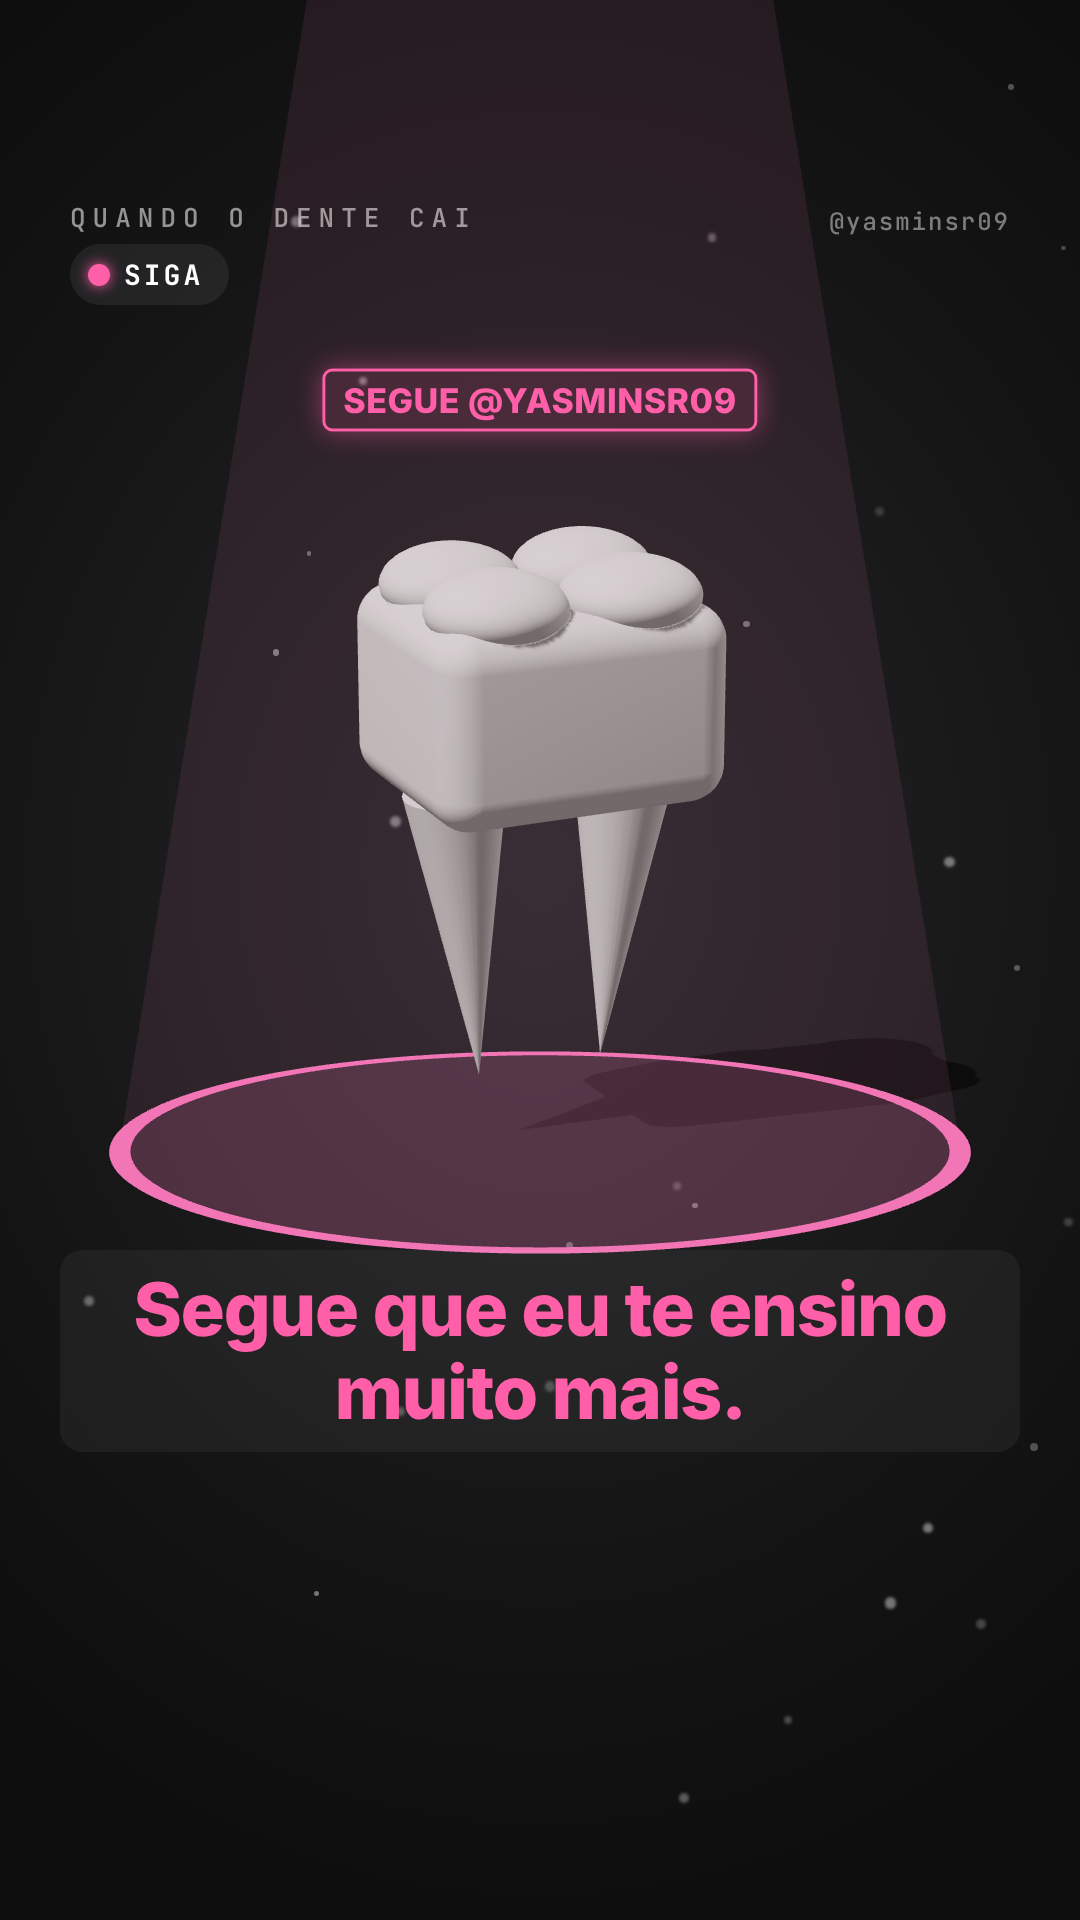 QUANDO O DENTE CAI
@yasminsr09
SIGA
SEGUE @YASMINSR09
Segue que eu te ensino
muito mais.